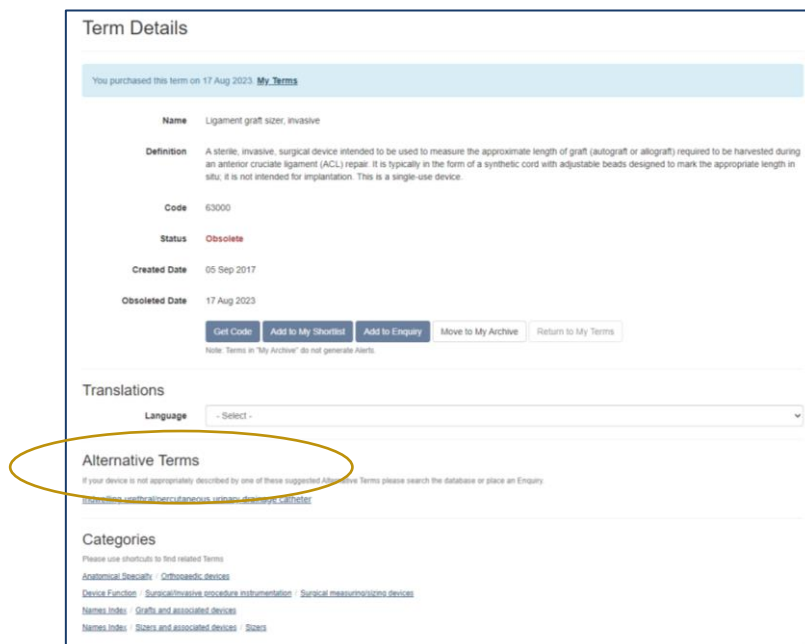 Term Details
You purchased this term on 17 Aug 2023. My Terms
Name Ligament graft sizer, invasive
Definition A sterile, invasive, surgical device intended to be used to measure the approximate length of graft (autograft or allograft) required to be harvested during
an anterior cruciate ligament (ACL) repair. It is typically in the form of a synthetic cord with adjustable beads designed to mark the appropriate length in
situ; it is not intended for implantation. This is a single-use device.
Code 63000
Status Obsolete
Created Date 05 Sep 2017
Obsoleted Date 17 Aug 2023
Get Code Add to My Shortlist Add to Enquiry Move to My Archive Return to My Terms
Note: Terms in "My Archive" do not generate Alerts.
Translations
Language - Select -
Alternative Terms
If your device is not appropriately described by one of these suggested Alternative Terms please search the database or place an Enquiry
Indwelling urethral/percutaneous urinary drainage catheter
Categories
Please use shortcuts to find related Terms
Anatomical Specialty / Orthopaedic devices
Device Function / Surgical/invasive procedure instrumentation / Surgical measuring/sizing devices
Names Index / Grafts and associated devices
Names Index / Sizers and associated devices / Sizers